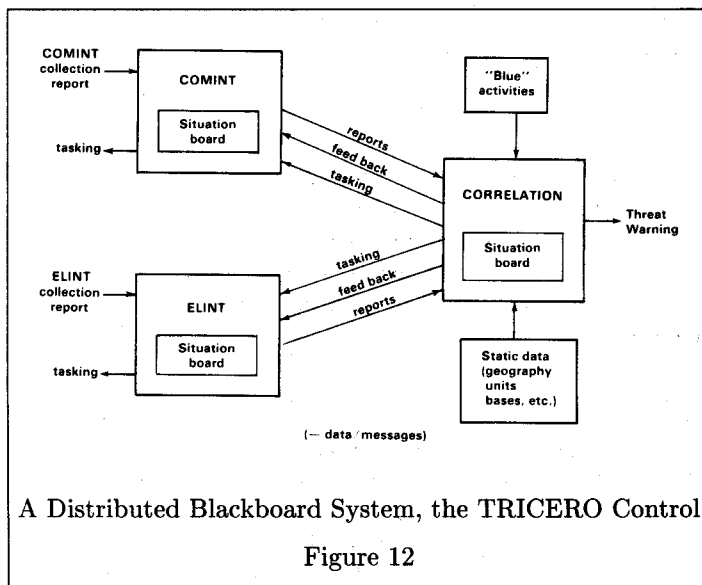 COMINT
collection
report
COMINT
Situation
board
tasking
"Blue"
activities
reports
feed back
tasking
CORRELATION
Situation
board
Threat
Warning
ELINT
collection
report
ELINT
Situation
board
tasking
tasking
feed back
reports
Static data
(geography
units
bases, etc.)
(— data/messages)
A Distributed Blackboard System, the TRICERO Control
Figure 12